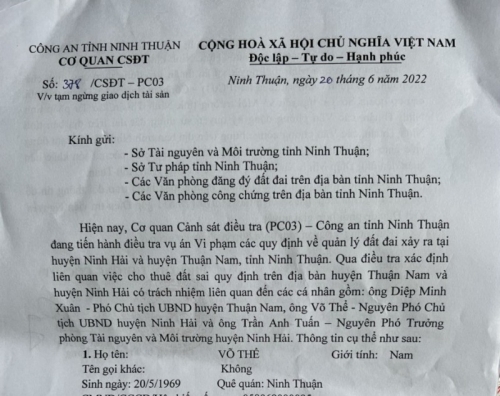 CÔNG AN TỈNH NINH THUẬN
CỘNG HOÀ XÃ HỘI CHỦ NGHĨA VIỆT NAM
CƠ QUAN CSĐT
Độc lập – Tự do – Hạnh phúc
Số: 378 /CSĐT – PC03
Ninh Thuận, ngày 20 tháng 6 năm 2022
V/v tạm ngừng giao dịch tài sản
Kính gửi:
- Sở Tài nguyên và Môi trường tỉnh Ninh Thuận;
- Sở Tư pháp tỉnh Ninh Thuận;
- Các Văn phòng đăng ký đất đai trên địa bàn tỉnh Ninh Thuận;
- Các Văn phòng công chứng trên địa bàn tỉnh Ninh Thuận.
Hiện nay, Cơ quan Cảnh sát điều tra (PC03) – Công an tỉnh Ninh Thuận
đang tiến hành điều tra vụ án Vi phạm các quy định về quản lý đất đai xảy ra tại
huyện Ninh Hải và huyện Thuận Nam, tỉnh Ninh Thuận. Qua điều tra xác định
liên quan việc cho thuê đất sai quy định trên địa bàn huyện Thuận Nam và
huyện Ninh Hải có trách nhiệm liên quan đến các cá nhân gồm: ông Diệp Minh
Xuân - Phó Chủ tịch UBND huyện Thuận Nam, ông Võ Thể - Nguyên Phó Chủ
tịch UBND huyện Ninh Hải và ông Trần Anh Tuấn – Nguyên Phó Trưởng
phòng Tài nguyên và Môi trường huyện Ninh Hải. Thông tin cụ thể như sau:
1. Họ tên: VÕ THỂ Giới tính: Nam
Tên gọi khác: Không
Sinh ngày: 20/5/1969 Quê quán: Ninh Thuận